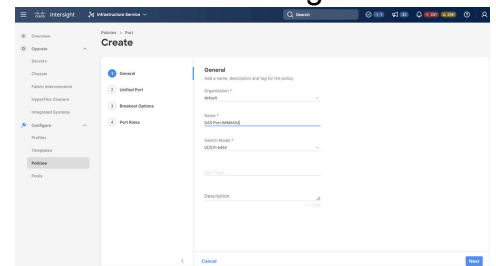 cisco Intersight
Infrastructure Service
Search
Overview
Operate
Servers
Chassis
Fabric Interconnects
HyperFlex Clusters
Integrated Systems
Configure
Profiles
Templates
Policies
Pools
Policies > Port
Create
1 General
2 Unified Port
3 Breakout Options
4 Port Roles
General
Add a name, description and tag for the policy.
Organization *
default
Name *
Switch Model *
UCS-FI-6454
Set Tags
Description
Cancel
Next